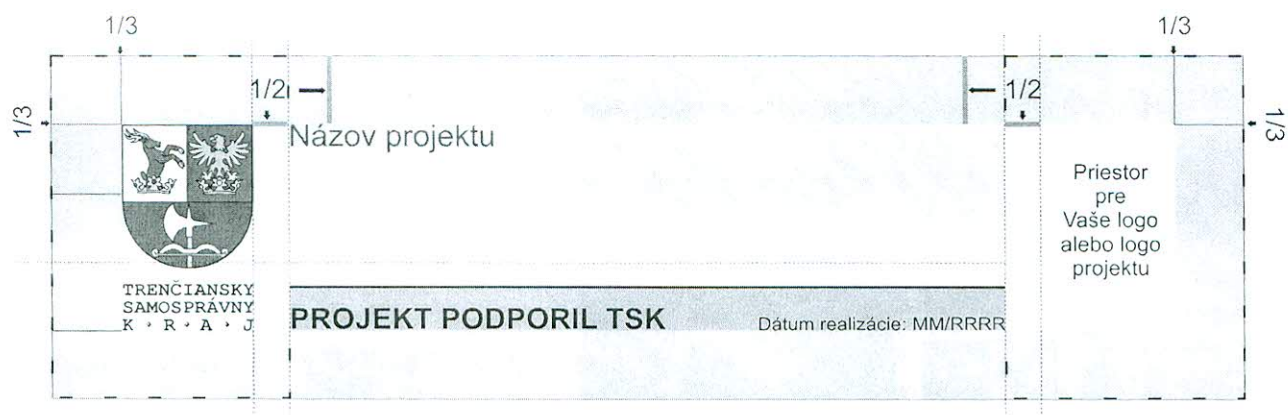 1/3
1/3
1/2
1/2
1/3
1/3
Názov projektu
Priestor
pre
Vaše logo
alebo logo
projektu
TRENČIANSKY
SAMOSPRÁVNY
K · R · A · J
PROJEKT PODPORIL TSK
Dátum realizácie: MM/RRRR